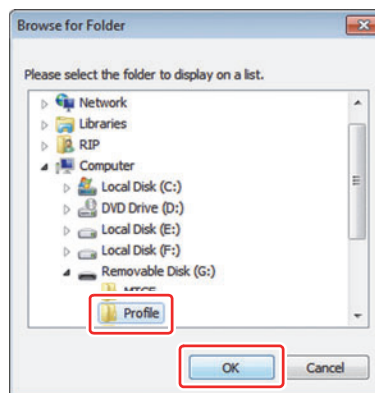 Browse for Folder
Please select the folder to display on a list.
Network
Libraries
RIP
Computer
Local Disk (C:)
DVD Drive (D:)
Local Disk (E:)
Local Disk (F:)
Removable Disk (G:)
Profile
OK Cancel